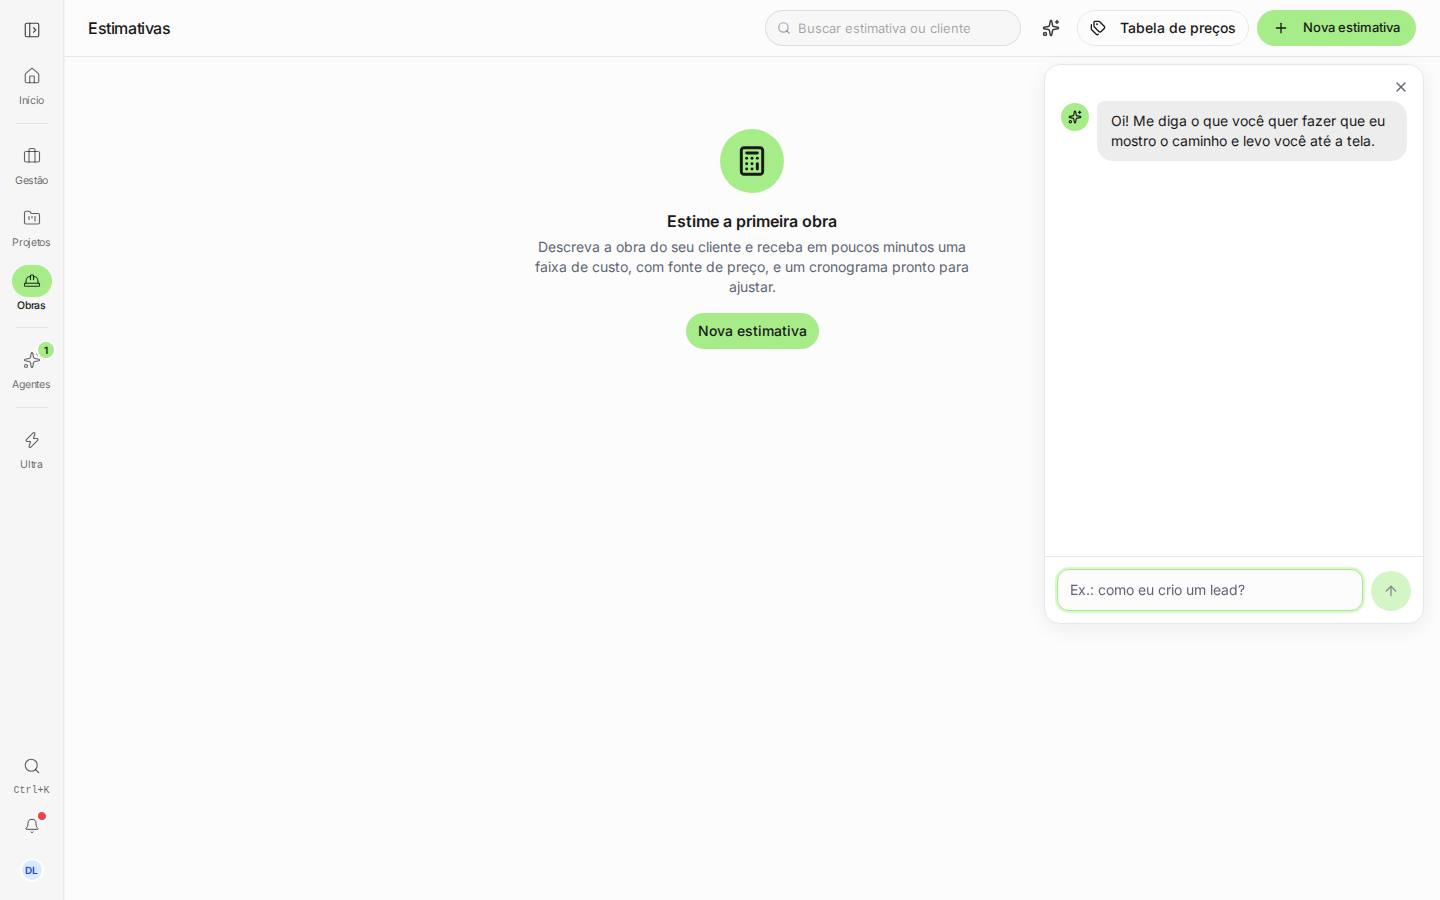 Estimativas
Buscar estimativa ou cliente
Tabela de preços
Nova estimativa
Início
Gestão
Projetos
Obras
1
Agentes
Ultra
Ctrl+K
DL
Estime a primeira obra
Descreva a obra do seu cliente e receba em poucos minutos uma
faixa de custo, com fonte de preço, e um cronograma pronto para
ajustar.
Nova estimativa
Oi! Me diga o que você quer fazer que eu
mostro o caminho e levo você até a tela.
Ex.: como eu crio um lead?